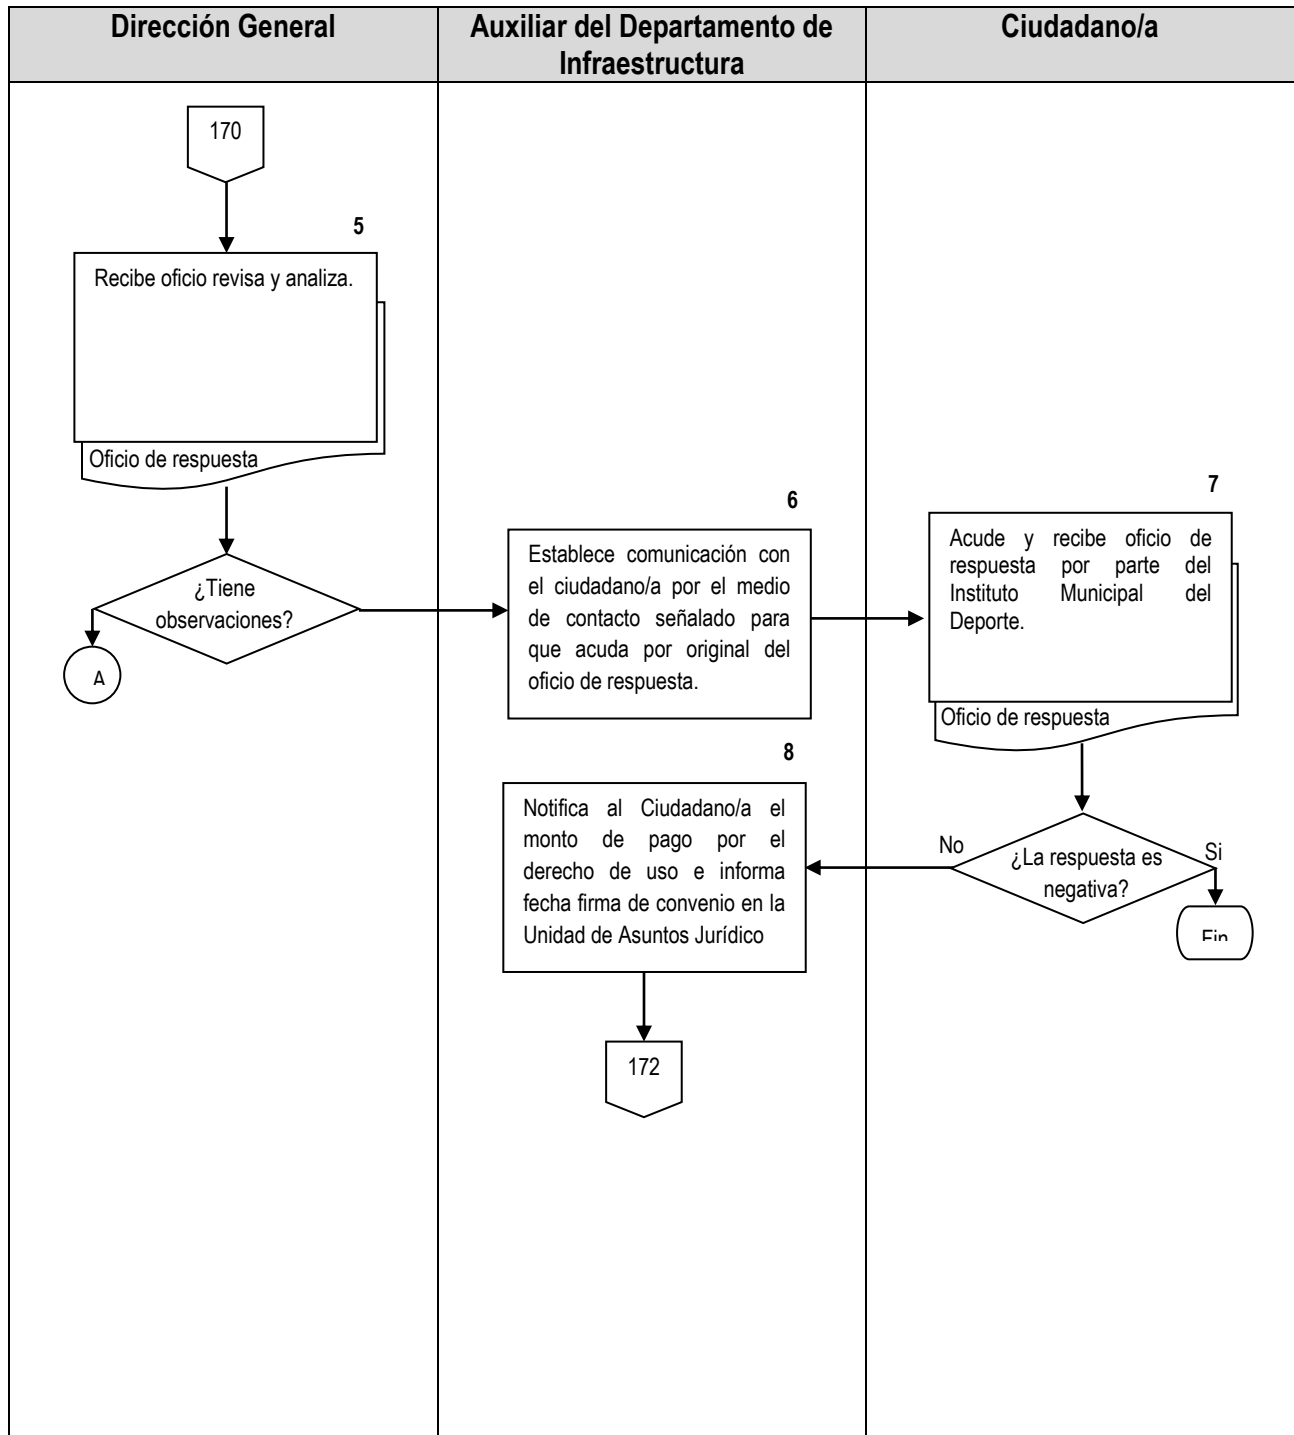 Dirección General
Auxiliar del Departamento de
Infraestructura
Ciudadano/a
170
5
Recibe oficio revisa y analiza.
Oficio de respuesta
¿Tiene
observaciones?
A
6
Establece comunicación con
el ciudadano/a por el medio
de contacto señalado para
que acuda por original del
oficio de respuesta.
7
Acude y recibe oficio de
respuesta por parte del
Instituto Municipal del
Deporte.
Oficio de respuesta
¿La respuesta es
negativa?
No
Si
Fin
8
Notifica al Ciudadano/a el
monto de pago por el
derecho de uso e informa
fecha firma de convenio en la
Unidad de Asuntos Jurídico
172